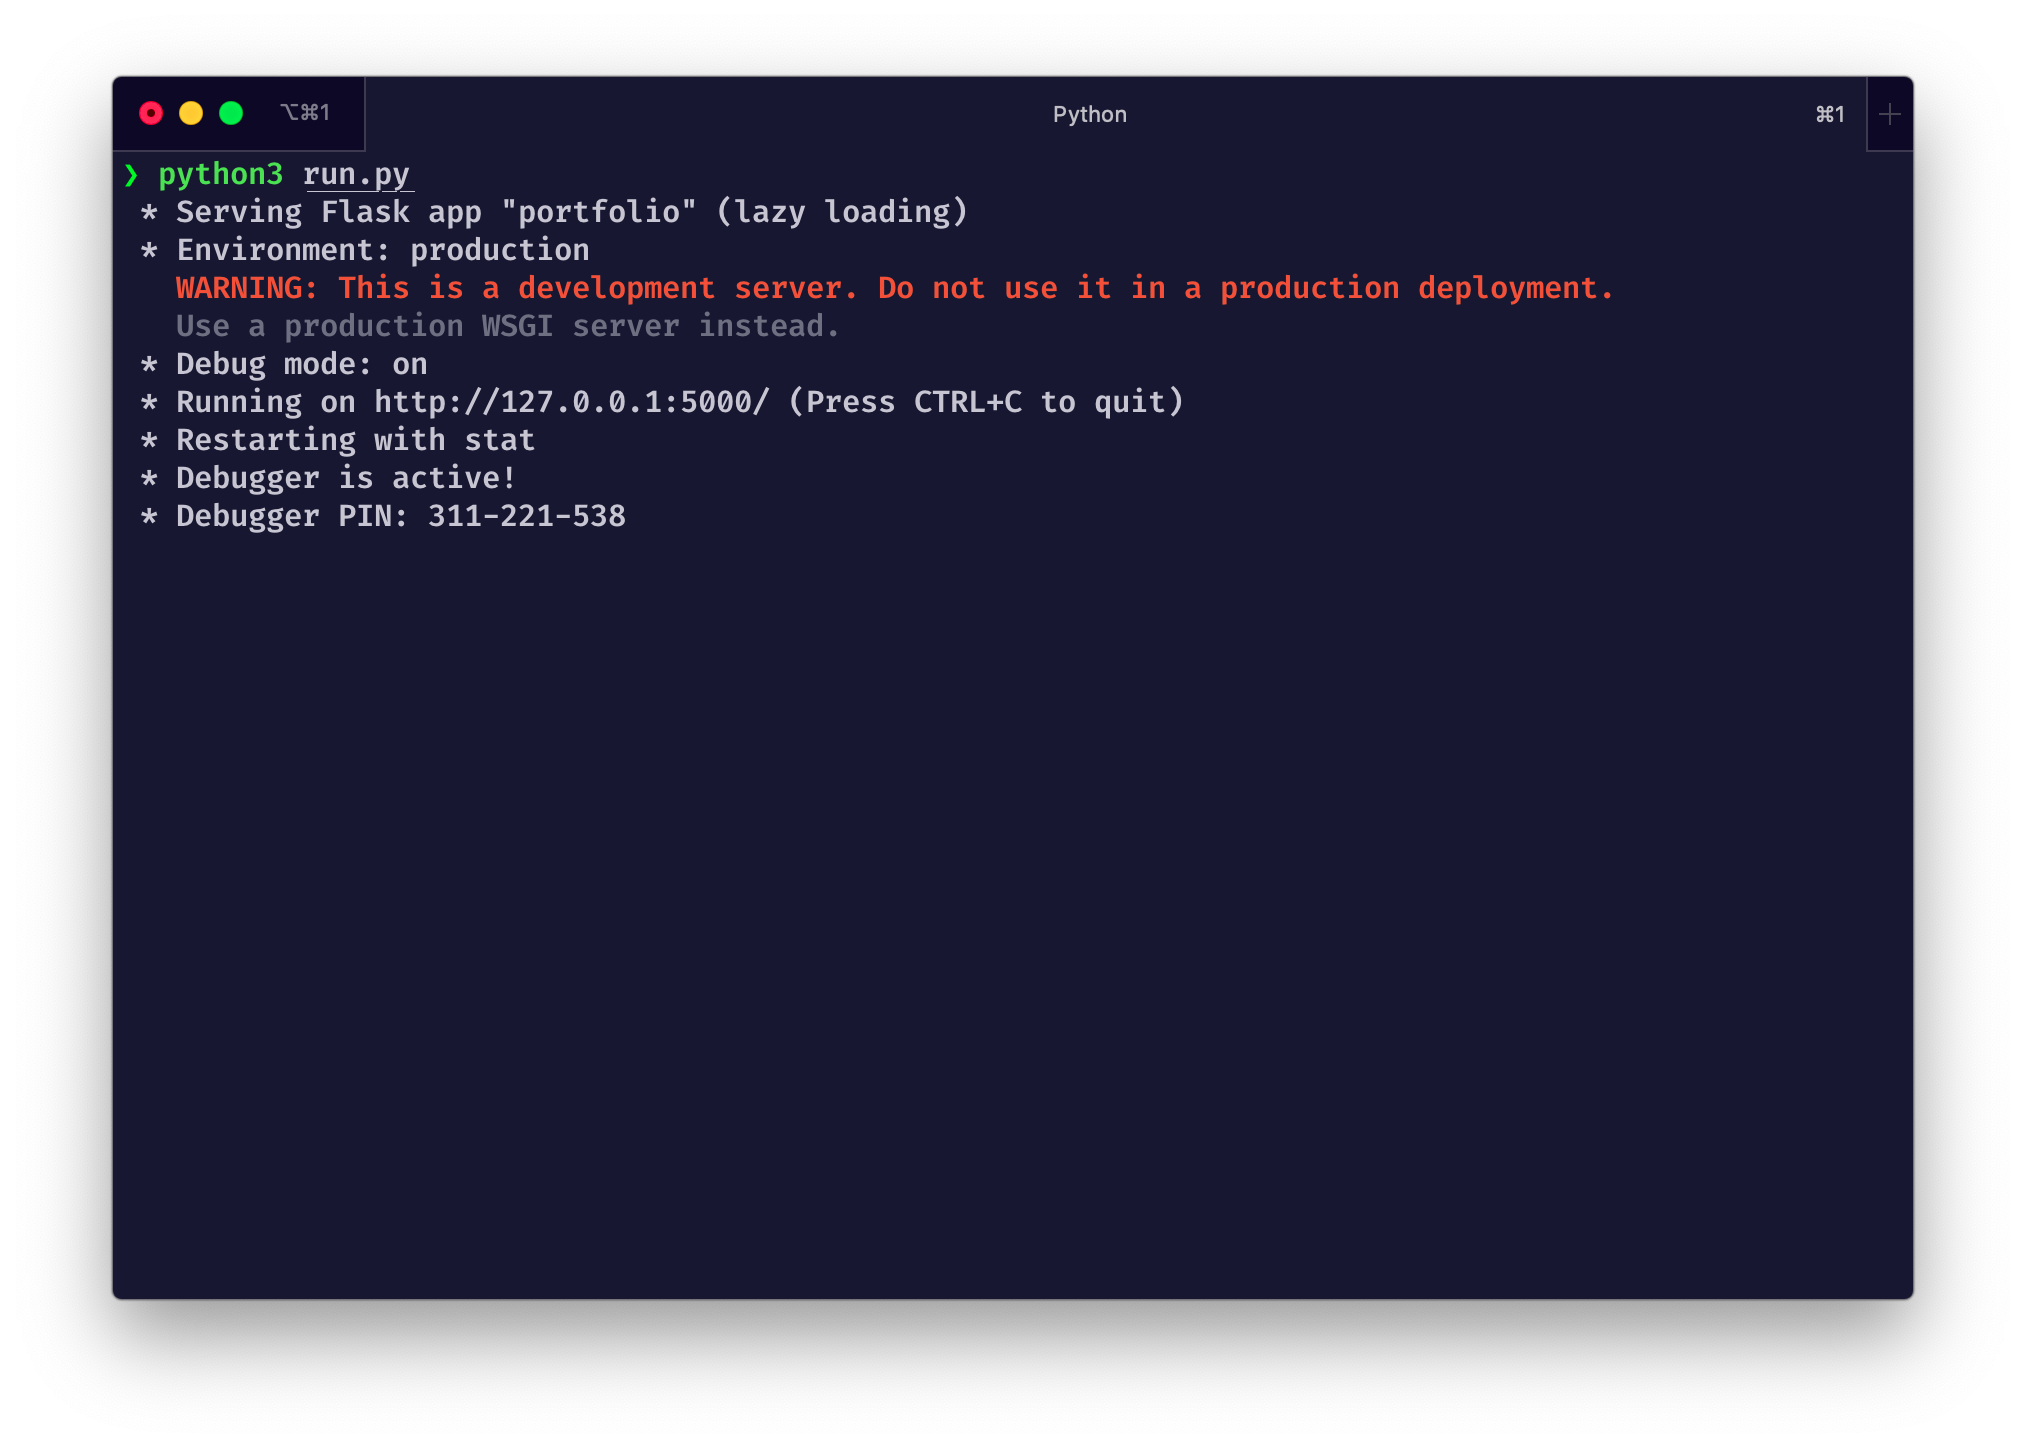 ⌥⌘1 Python ⌘1 +
❯ python3 run.py
 * Serving Flask app "portfolio" (lazy loading)
 * Environment: production
   WARNING: This is a development server. Do not use it in a production deployment.
   Use a production WSGI server instead.
 * Debug mode: on
 * Running on http://127.0.0.1:5000/ (Press CTRL+C to quit)
 * Restarting with stat
 * Debugger is active!
 * Debugger PIN: 311-221-538